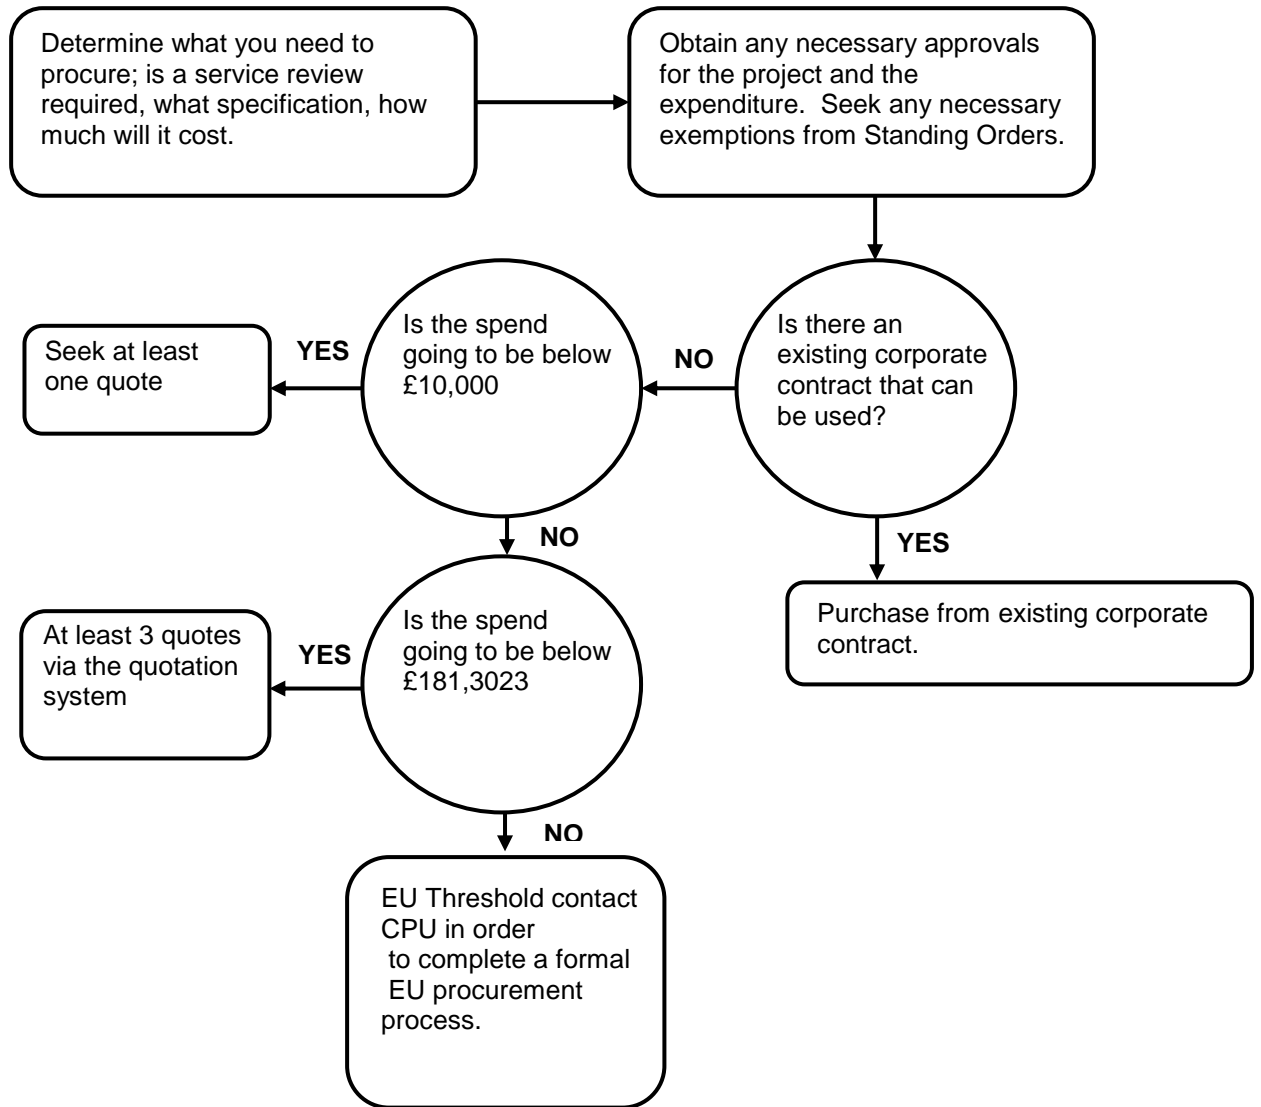 Determine what you need to
procure; is a service review
required, what specification, how
much will it cost.
Obtain any necessary approvals
for the project and the
expenditure.  Seek any necessary
exemptions from Standing Orders.
Is there an
existing corporate
contract that can
be used?
NO
YES
Purchase from existing corporate
contract.
Is the spend
going to be below
£10,000
YES
Seek at least
one quote
NO
Is the spend
going to be below
£181,3023
YES
At least 3 quotes
via the quotation
system
NO
EU Threshold contact
CPU in order
to complete a formal
EU procurement
process.